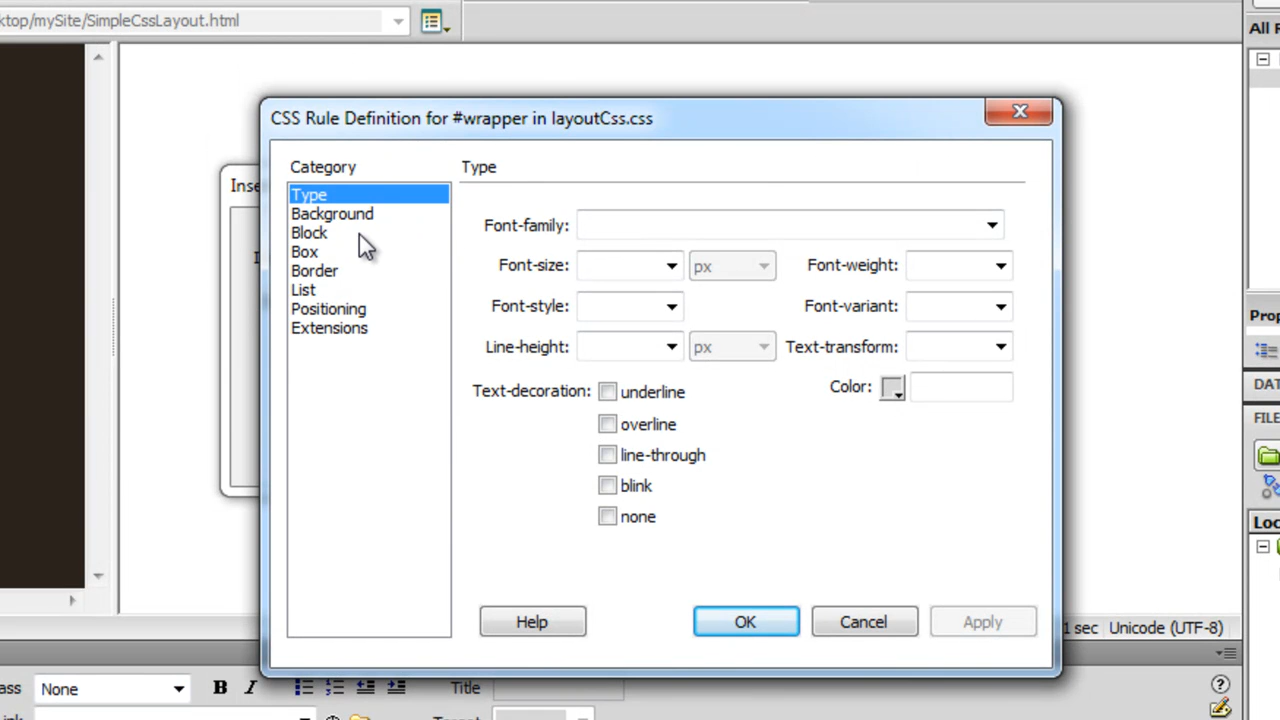 ktop/mySite/SimpleCssLayout.html
All
CSS Rule Definition for #wrapper in layoutCss.css
Inse
Category
Type
Background
Block
Box
Border
List
Positioning
Extensions
Type
Font-family:
Font-size:
px
Font-weight:
Font-style:
Font-variant:
Line-height:
px
Text-transform:
Text-decoration:
underline
overline
line-through
blink
none
Color:
Help
OK
Cancel
Apply
Prop
DAT
FILE
Loc
1 sec
Unicode (UTF-8)
ass
None
B
I
Title
?